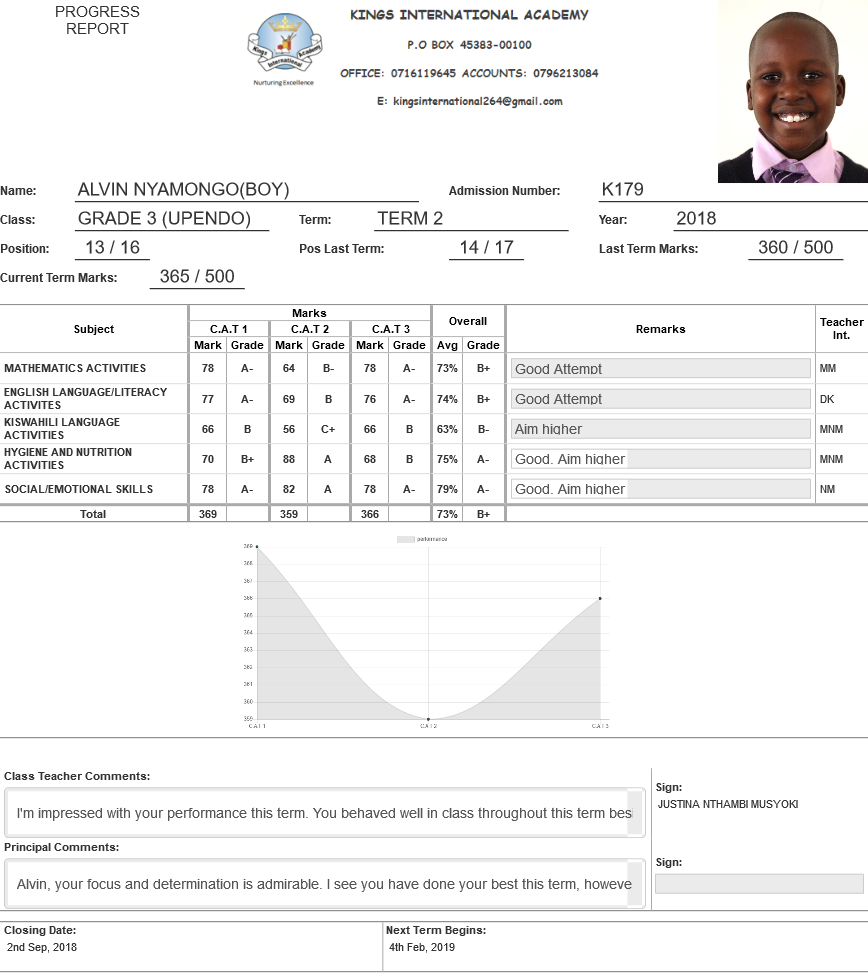 PROGRESS
REPORT
KINGS INTERNATIONAL ACADEMY
P.O BOX 45383-00100
OFFICE: 0716119645 ACCOUNTS: 0796213084
E: kingsinternational264@gmail.com
Kings International Academy
Nurturing Excellence
Name: ALVIN NYAMONGO(BOY) Admission Number: K179
Class: GRADE 3 (UPENDO) Term: TERM 2 Year: 2018
Position: 13 / 16 Pos Last Term: 14 / 17 Last Term Marks: 360 / 500
Current Term Marks: 365 / 500
Subject Marks Overall Remarks Teacher Int.
C.A.T 1 C.A.T 2 C.A.T 3
Mark Grade Mark Grade Mark Grade Avg Grade
MATHEMATICS ACTIVITIES 78 A- 64 B- 78 A- 73% B+ Good Attempt MM
ENGLISH LANGUAGE/LITERACY ACTIVITES 77 A- 69 B 76 A- 74% B+ Good Attempt DK
KISWAHILI LANGUAGE ACTIVITIES 66 B 56 C+ 66 B 63% B- Aim higher MNM
HYGIENE AND NUTRITION ACTIVITIES 70 B+ 88 A 68 B 75% A- Good. Aim higher MNM
SOCIAL/EMOTIONAL SKILLS 78 A- 82 A 78 A- 79% A- Good. Aim higher NM
Total 369 359 366 73% B+
performance
369
368
367
366
365
364
363
362
361
360
359
C.A.T 1 C.A.T 2 C.A.T 3
Class Teacher Comments:
I'm impressed with your performance this term. You behaved well in class throughout this term bes
Sign:
JUSTINA NTHAMBI MUSYOKI
Principal Comments:
Alvin, your focus and determination is admirable. I see you have done your best this term, howeve
Sign:
Closing Date: Next Term Begins:
2nd Sep, 2018 4th Feb, 2019